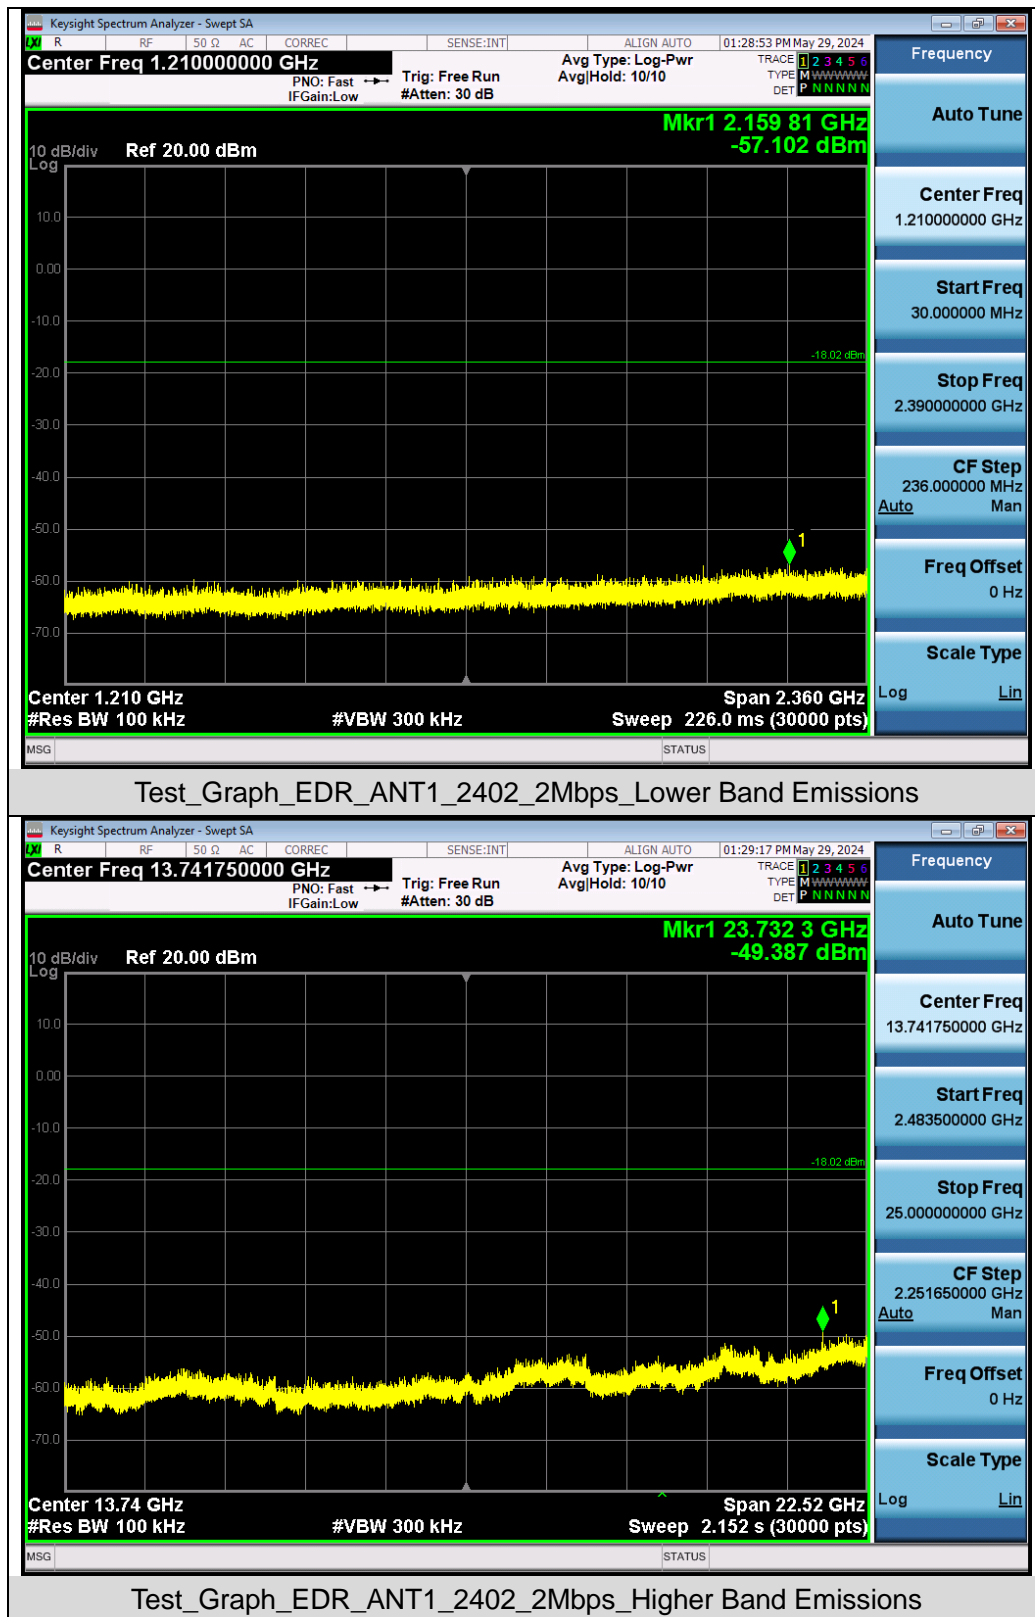 Keysight Spectrum Analyzer - Swept SA
LXI R RF 50 Ω AC CORREC SENSE:INT ALIGN AUTO 01:28:53 PM May 29, 2024
Center Freq 1.210000000 GHz
PNO: Fast
IFGain:Low
Trig: Free Run
#Atten: 30 dB
Avg Type: Log-Pwr
Avg|Hold: 10/10
TRACE 1 2 3 4 5 6
TYPE M WWWWW
DET P N N N N N
Mkr1 2.159 81 GHz
-57.102 dBm
10 dB/div Ref 20.00 dBm
Log
10.0
0.00
-10.0
-18.02 dBm
-20.0
-30.0
-40.0
-50.0
1
-60.0
-70.0
Center 1.210 GHz Span 2.360 GHz
#Res BW 100 kHz #VBW 300 kHz Sweep 226.0 ms (30000 pts)
MSG STATUS
Frequency
Auto Tune
Center Freq
1.210000000 GHz
Start Freq
30.000000 MHz
Stop Freq
2.390000000 GHz
CF Step
236.000000 MHz
Auto Man
Freq Offset
0 Hz
Scale Type
Log Lin
Test_Graph_EDR_ANT1_2402_2Mbps_Lower Band Emissions
Keysight Spectrum Analyzer - Swept SA
LXI R RF 50 Ω AC CORREC SENSE:INT ALIGN AUTO 01:29:17 PM May 29, 2024
Center Freq 13.741750000 GHz
PNO: Fast
IFGain:Low
Trig: Free Run
#Atten: 30 dB
Avg Type: Log-Pwr
Avg|Hold: 10/10
TRACE 1 2 3 4 5 6
TYPE M WWWWW
DET P N N N N N
Mkr1 23.732 3 GHz
-49.387 dBm
10 dB/div Ref 20.00 dBm
Log
10.0
0.00
-10.0
-18.02 dBm
-20.0
-30.0
-40.0
1
-50.0
-60.0
-70.0
Center 13.74 GHz Span 22.52 GHz
#Res BW 100 kHz #VBW 300 kHz Sweep 2.152 s (30000 pts)
MSG STATUS
Frequency
Auto Tune
Center Freq
13.741750000 GHz
Start Freq
2.483500000 GHz
Stop Freq
25.000000000 GHz
CF Step
2.251650000 GHz
Auto Man
Freq Offset
0 Hz
Scale Type
Log Lin
Test_Graph_EDR_ANT1_2402_2Mbps_Higher Band Emissions